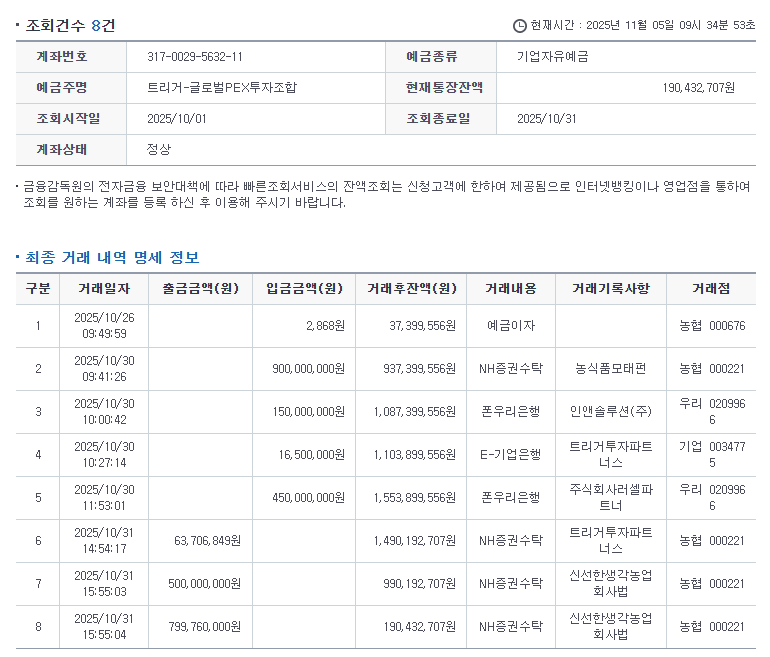 · 조회건수 8건
현재시간 : 2025년 11월 05일 09시 34분 53초
계좌번호 317-0029-5632-11 예금종류 기업자유예금
예금주명 트리거-글로벌PEX투자조합 현재통장잔액 190,432,707원
조회시작일 2025/10/01 조회종료일 2025/10/31
계좌상태 정상
· 금융감독원의 전자금융 보안대책에 따라 빠른조회서비스의 잔액조회는 신청고객에 한하여 제공됨으로 인터넷뱅킹이나 영업점을 통하여
조회를 원하는 계좌를 등록 하신 후 이용해 주시기 바랍니다.
· 최종 거래 내역 명세 정보
구분 거래일자 출금금액(원) 입금금액(원) 거래후잔액(원) 거래내용 거래기록사항 거래점
1 2025/10/26 09:49:59 2,868원 37,399,556원 예금이자 농협 000676
2 2025/10/30 09:41:26 900,000,000원 937,399,556원 NH증권수탁 농식품모태펀 농협 000221
3 2025/10/30 10:00:42 150,000,000원 1,087,399,556원 폰우리은행 인앤솔루션(주) 우리 0209966
4 2025/10/30 10:27:14 16,500,000원 1,103,899,556원 E-기업은행 트리거투자파트너스 기업 0034775
5 2025/10/30 11:53:01 450,000,000원 1,553,899,556원 폰우리은행 주식회사러셀파트너 우리 0209966
6 2025/10/31 14:54:17 63,706,849원 1,490,192,707원 NH증권수탁 트리거투자파트너스 농협 000221
7 2025/10/31 15:55:03 500,000,000원 990,192,707원 NH증권수탁 신선한생각농업회사법 농협 000221
8 2025/10/31 15:55:04 799,760,000원 190,432,707원 NH증권수탁 신선한생각농업회사법 농협 000221